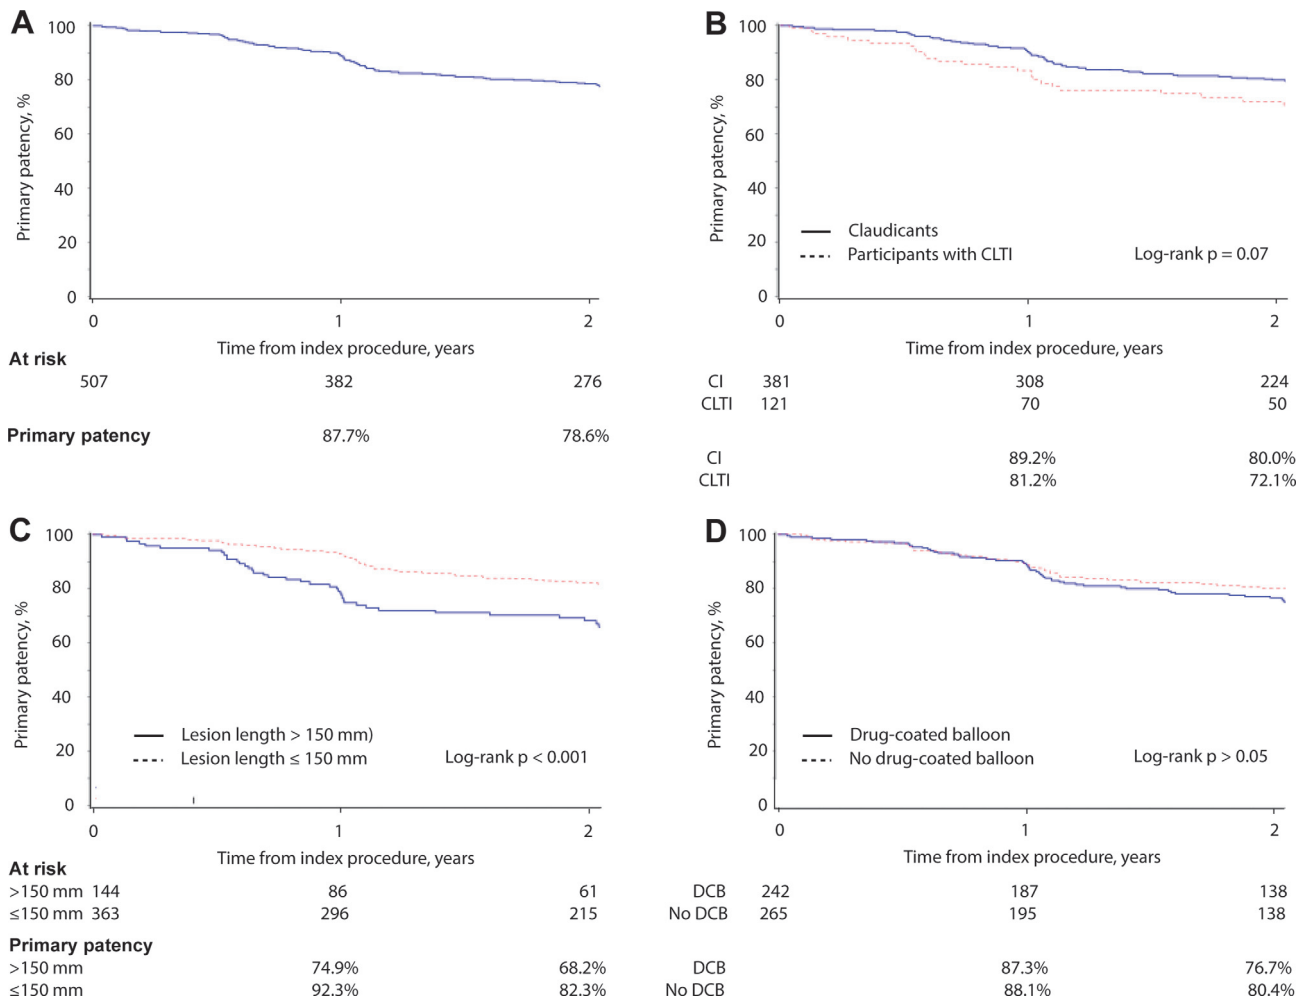 A
Primary patency, %
100
80
60
40
20
0
0 1 2
Time from index procedure, years
At risk
507 382 276
Primary patency 87.7% 78.6%
B
Primary patency, %
100
80
60
40
20
0
Claudicants
Participants with CLTI
Log-rank p = 0.07
0 1 2
Time from index procedure, years
CI 381 308 224
CLTI 121 70 50
CI 89.2% 80.0%
CLTI 81.2% 72.1%
C
Primary patency, %
100
80
60
40
20
0
Lesion length > 150 mm)
Lesion length ≤ 150 mm
Log-rank p < 0.001
0 1 2
Time from index procedure, years
At risk
>150 mm 144 86 61
≤150 mm 363 296 215
Primary patency
>150 mm 74.9% 68.2%
≤150 mm 92.3% 82.3%
D
Primary patency, %
100
80
60
40
20
0
Drug-coated balloon
No drug-coated balloon
Log-rank p > 0.05
0 1 2
Time from index procedure, years
DCB 242 187 138
No DCB 265 195 138
DCB 87.3% 76.7%
No DCB 88.1% 80.4%